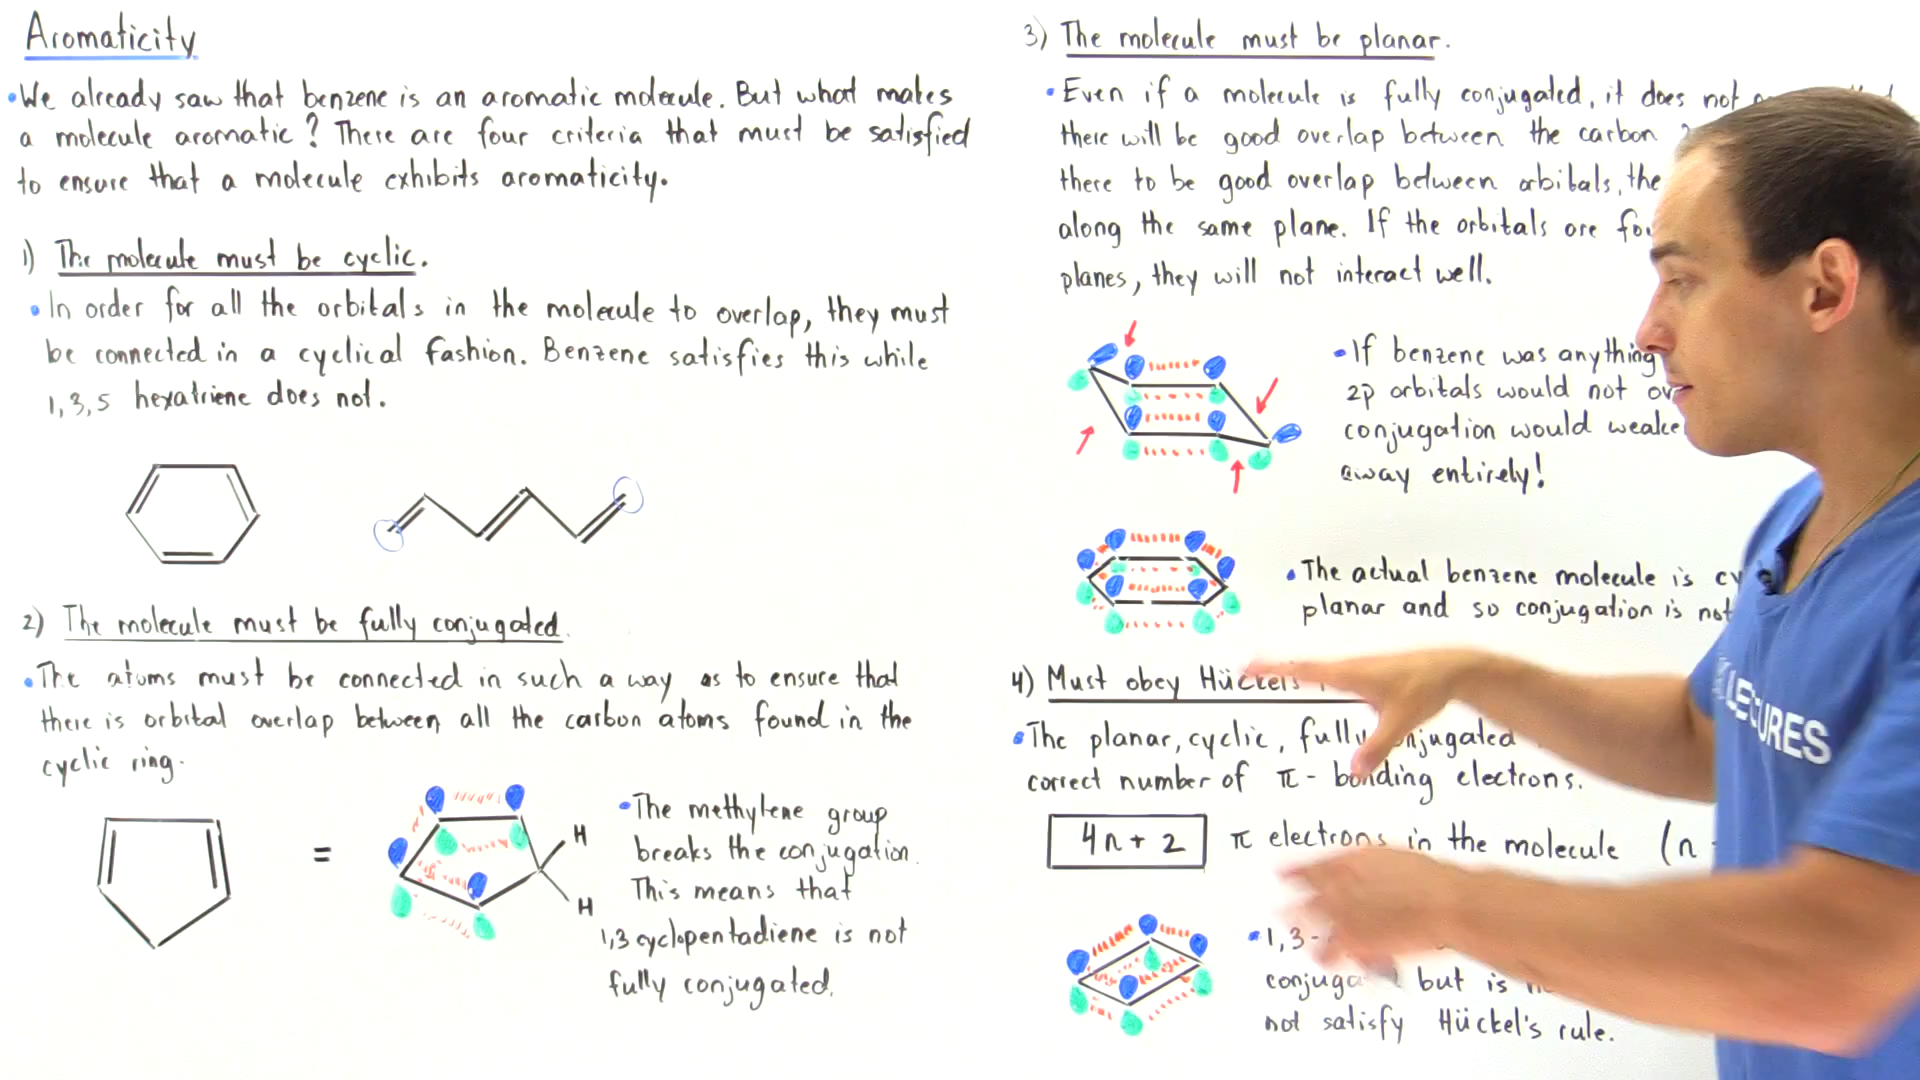 Aromaticity
•We already saw that benzene is an aromatic molecule. But what makes
a molecule aromatic? There are four criteria that must be satisfied
to ensure that a molecule exhibits aromaticity.
1) The molecule must be cyclic.
•In order for all the orbitals in the molecule to overlap, they must
be connected in a cyclical fashion. Benzene satisfies this while
1,3,5 hexatriene does not.
2) The molecule must be fully conjugated.
•The atoms must be connected in such a way as to ensure that
there is orbital overlap between all the carbon atoms found in the
cyclic ring.
=
H
H
•The methylene group
breaks the conjugation.
This means that
1,3 cyclopentadiene is not
fully conjugated.
3) The molecule must be planar.
•Even if a molecule is fully conjugated, it does not
there will be good overlap between the carbon
there to be good overlap between orbitals, the
along the same plane. If the orbitals are
planes, they will not interact well.
•If benzene was anything
2p orbitals would not
conjugation would
away entirely!
•The actual benzene molecule is
planar and so conjugation is not
4) Must obey Hückel's
•The planar, cyclic, fully conjugated
correct number of π-bonding electrons.
4n+2 π electrons in the molecule (n
•1,3-
but is
not satisfy Hückel's rule.
LECTURES